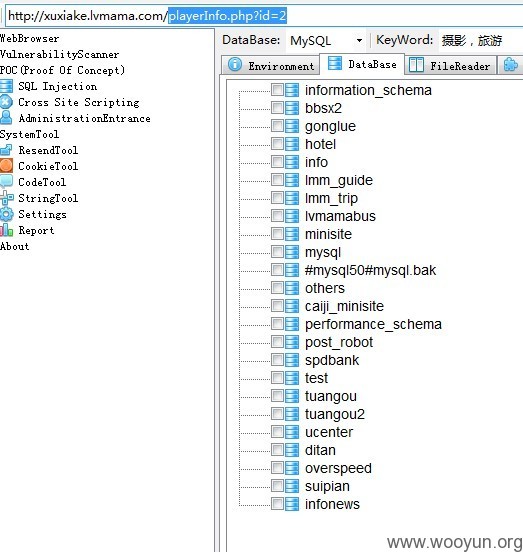 http://xuxiake.lvmama.com/playerInfo.php?id=2
WebBrowser
VulnerabilityScanner
POC(Proof Of Concept)
SQL Injection
Cross Site Scripting
AdministrationEntrance
SystemTool
ResendTool
CookieTool
CodeTool
StringTool
Settings
Report
About
DataBase: MySQL KeyWord: 摄影，旅游
Environment DataBase FileReader
information_schema
bbsx2
gonglue
hotel
info
lmm_guide
lmm_trip
lvmamabus
minisite
mysql
#mysql50#mysql.bak
others
caiji_minisite
performance_schema
post_robot
spdbank
test
tuangou
tuangou2
ucenter
ditan
overspeed
suipian
infonews
www.wooyun.org